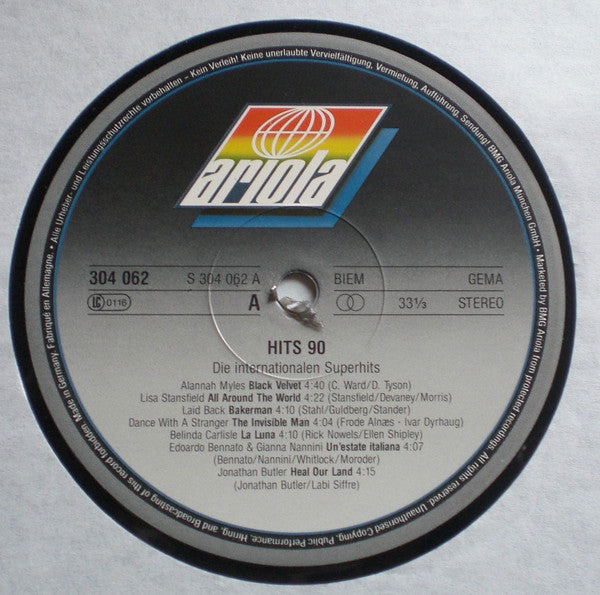 • Alle Urheber- und Leistungsschutzrechte vorbehalten – Kein Verleih! Keine unerlaubte Vervielfältigung, Vermietung, Aufführung, Sendung! BMG Ariola München GmbH • Marketed by BMG Ariola
ariola
304 062 S 304 062 A BIEM GEMA
LC 0116 A 33⅓ STEREO
HITS 90
Die internationalen Superhits
Alannah Myles Black Velvet 4:40 (C. Ward/D. Tyson)
Lisa Stansfield All Around The World 4:22 (Stansfield/Devaney/Morris)
Laid Back Bakerman 4:10 (Stahl/Guldberg/Stander)
Dance With A Stranger The Invisible Man 4:04 (Frode Alnæs - Ivar Dyrhaug)
Belinda Carlisle La Luna 4:10 (Rick Nowels/Ellen Shipley)
Edoardo Bennato & Gianna Nannini Un'estate italiana 4:07
(Bennato/Nannini/Whitlock/Moroder)
Jonathan Butler Heal Our Land 4:15
(Jonathan Butler/Labi Siffre)
from protected recordings. All rights reserved. Unauthorised Copying, Public Performance, Hiring, and Broadcasting of this record forbidden. Made in Germany. Fabriqué en Allemagne.